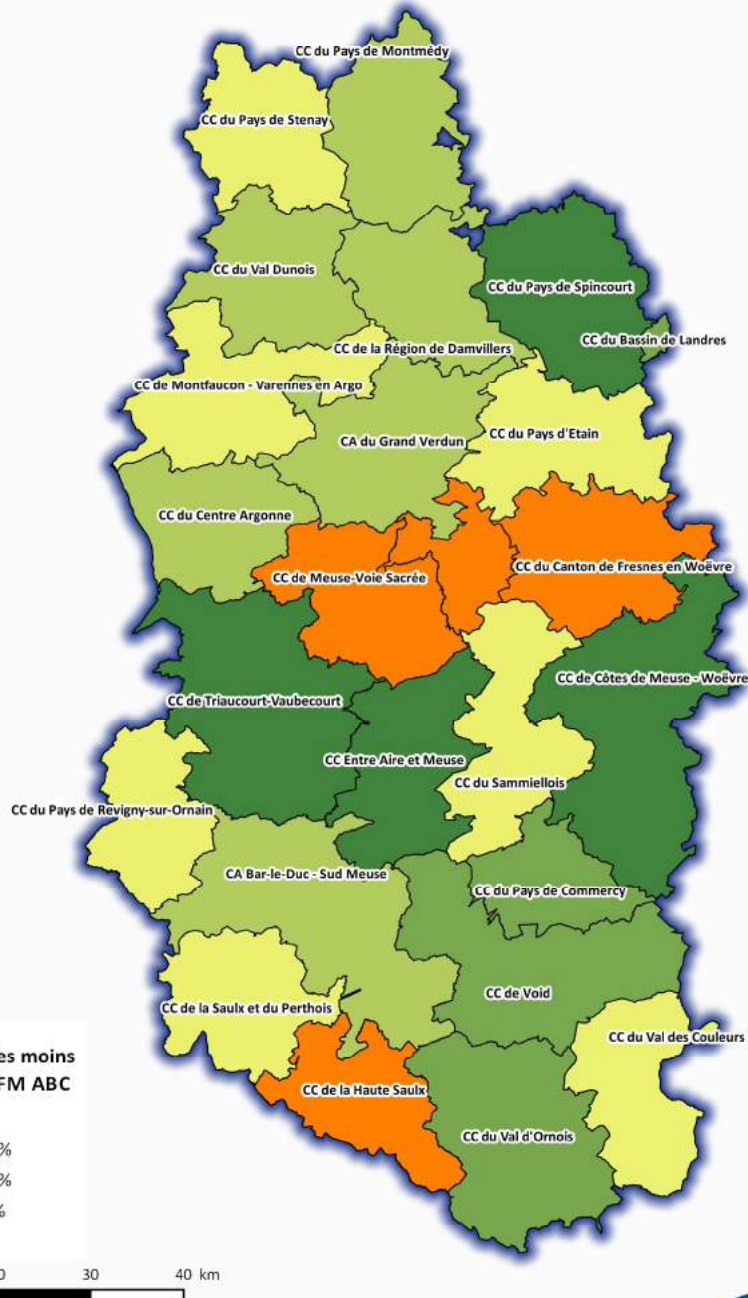 CC du Pays de Montmédy
CC du Pays de Stenay
CC du Val Dunois
CC du Pays de Spincourt
CC du Bassin de Landres
CC de la Région de Damvillers
CC de Montfaucon - Varennes en Argo
CC du Pays d'Etain
CA du Grand Verdun
CC du Centre Argonne
CC du Canton de Fresnes en Woëvre
CC de Meuse-Voie Sacrée
CC de Côtes de Meuse - Woëvre
CC de Triaucourt-Vaubecourt
CC Entre Aire et Meuse
CC du Sammiellois
CC du Pays de Revigny-sur-Ornain
CA Bar-le-Duc - Sud Meuse
CC du Pays de Commercy
CC de Void
CC de la Saulx et du Perthois
CC du Val des Couleurs
es moins
FM ABC
CC de la Haute Saulx
CC du Val d'Ornois
%
%
%
0 30 40 km